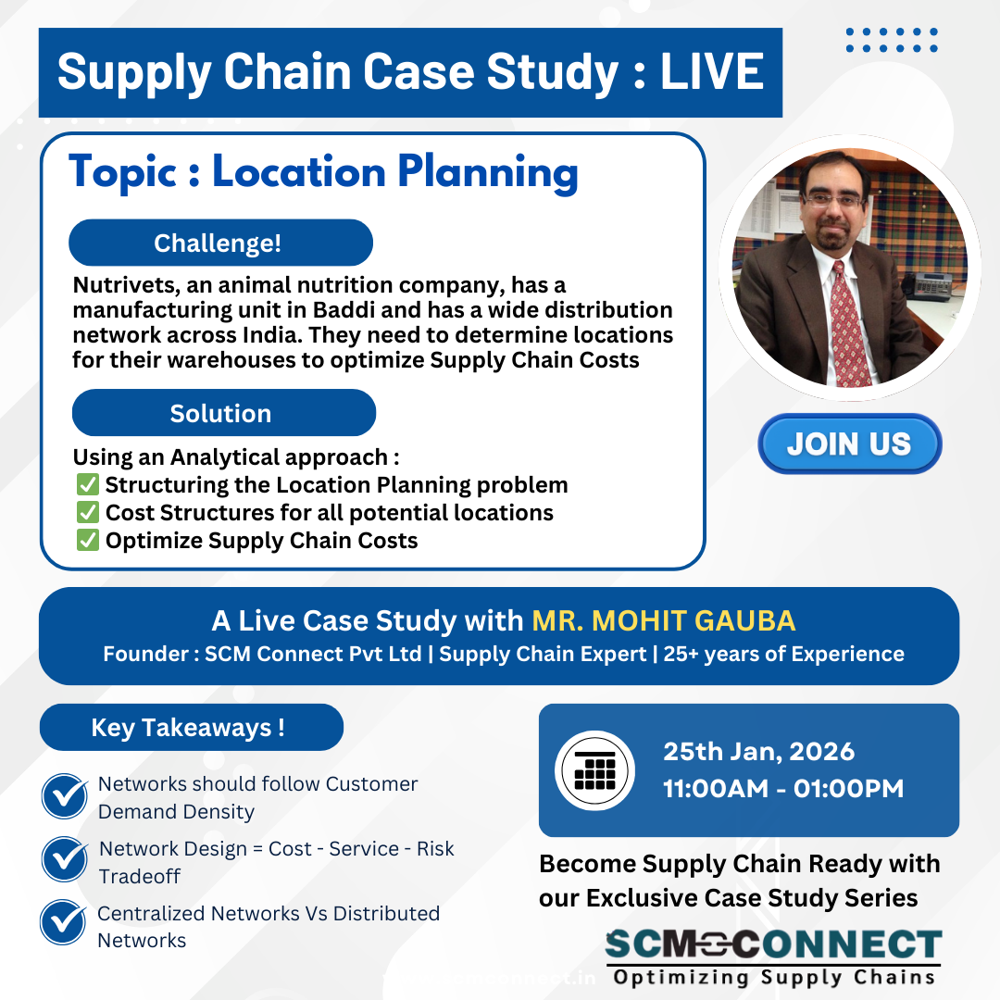 Supply Chain Case Study : LIVE
Topic : Location Planning
Challenge!
Nutrivets, an animal nutrition company, has a
manufacturing unit in Baddi and has a wide distribution
network across India. They need to determine locations
for their warehouses to optimize Supply Chain Costs
Solution
Using an Analytical approach :
✅ Structuring the Location Planning problem
✅ Cost Structures for all potential locations
✅ Optimize Supply Chain Costs
JOIN US
A Live Case Study with MR. MOHIT GAUBA
Founder : SCM Connect Pvt Ltd | Supply Chain Expert | 25+ years of Experience
Key Takeaways !
Networks should follow Customer
Demand Density
Network Design = Cost - Service - Risk
Tradeoff
Centralized Networks Vs Distributed
Networks
25th Jan, 2026
11:00AM - 01:00PM
Become Supply Chain Ready with
our Exclusive Case Study Series
SCM CONNECT
Optimizing Supply Chains